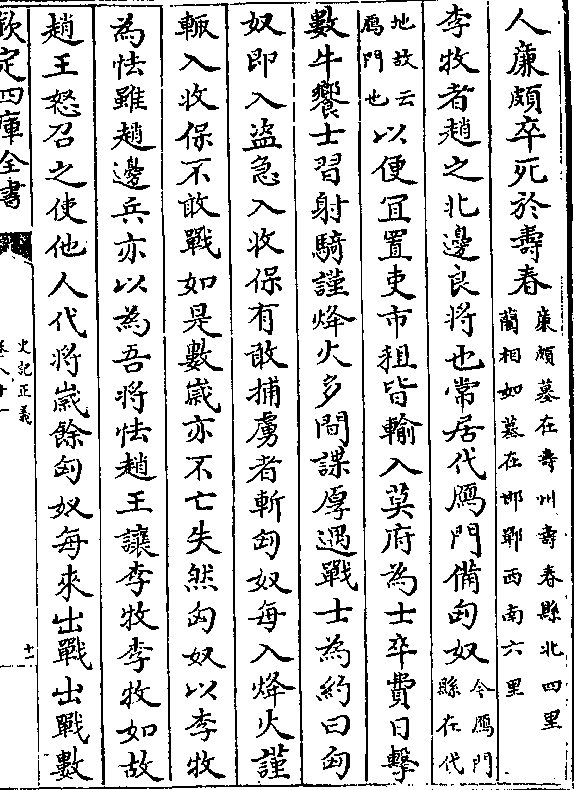 人廉頗卒死於壽春
廉頗墓在壽州壽春縣北四里
藺相如墓在邯鄲西南六里
李牧者趙之北邊良將也常居代鴈門備匈奴
今鴈門
縣在代
地故云
鴈門也
以便宜置吏市租皆輸入莫府為士卒費日擊
數牛饗士習射騎謹烽火多間諜厚遇戰士為約曰匈
奴即入盜急入收保有敢捕虜者斬匈奴每入烽火謹
輒入收保不敢戰如是數歲亦不亡失然匈奴以李牧
為怯雖趙邊兵亦以為吾將怯趙王讓李牧李牧如故
趙王怒召之使他人代將歲餘匈奴每來出戰出戰數
欽定四庫全書
史記正義
卷八十一
十一